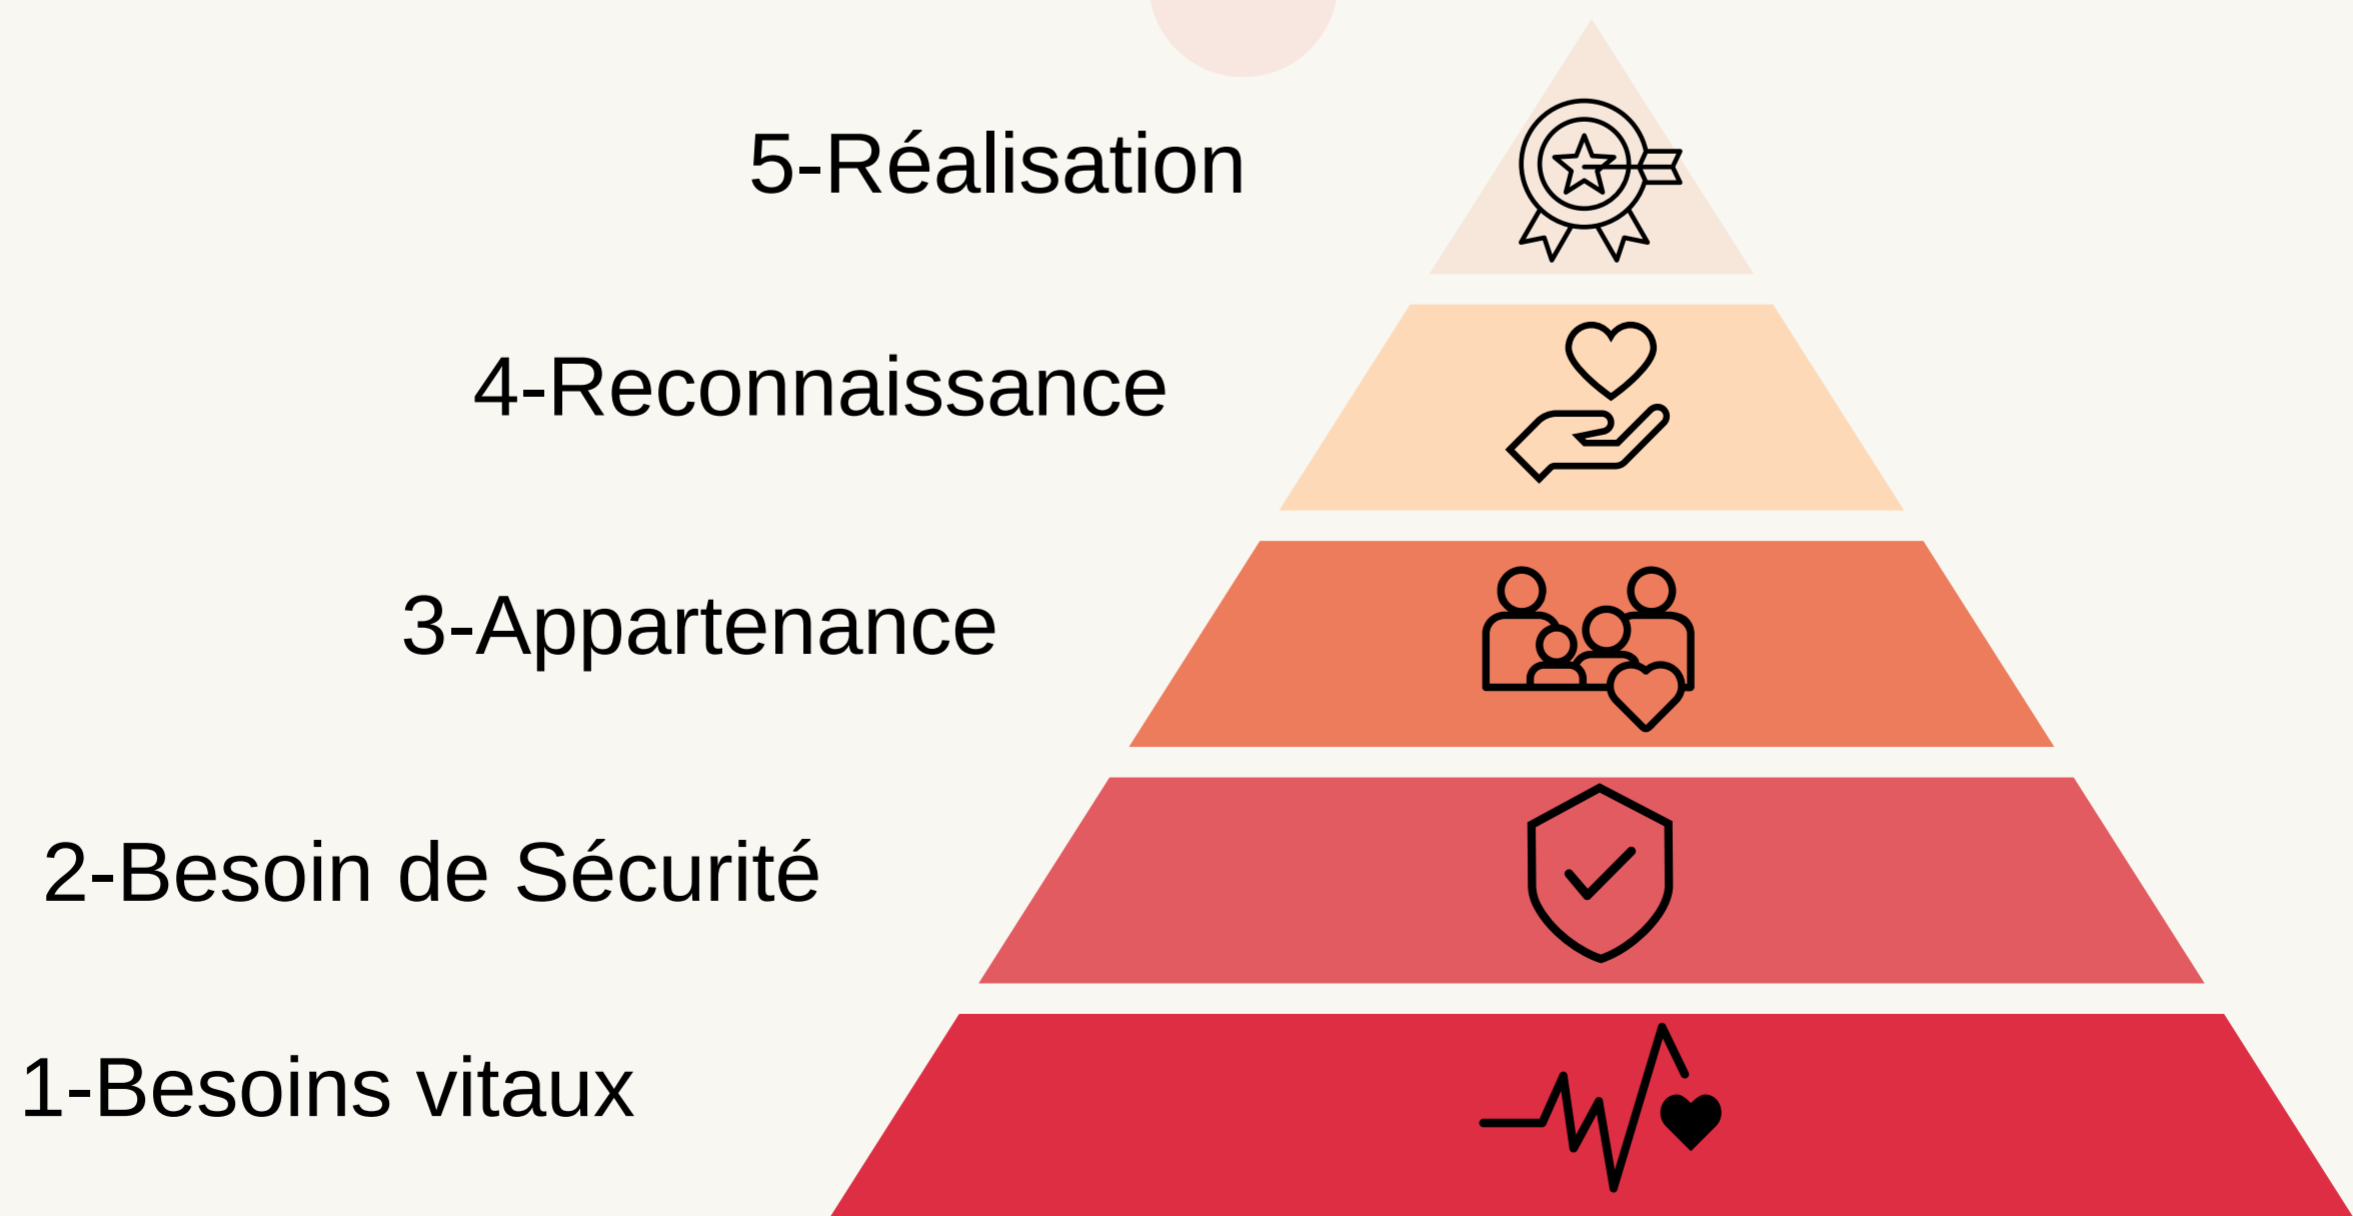 5-Réalisation
4-Reconnaissance
3-Appartenance
2-Besoin de Sécurité
1-Besoins vitaux